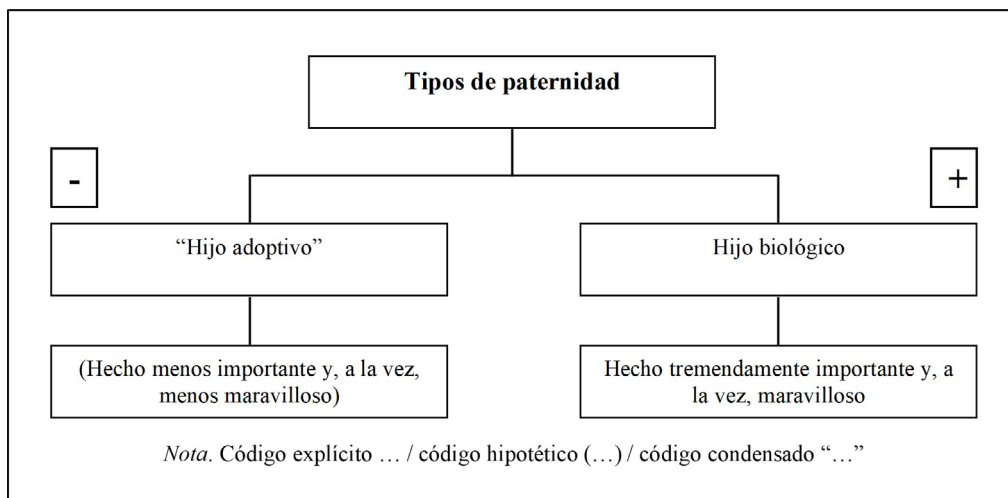 Tipos de paternidad
-
+
“Hijo adoptivo”
Hijo biológico
(Hecho menos importante y, a la vez,
menos maravilloso)
Hecho tremendamente importante y, a
la vez, maravilloso
Nota. Código explícito … / código hipotético (…) / código condensado “…”